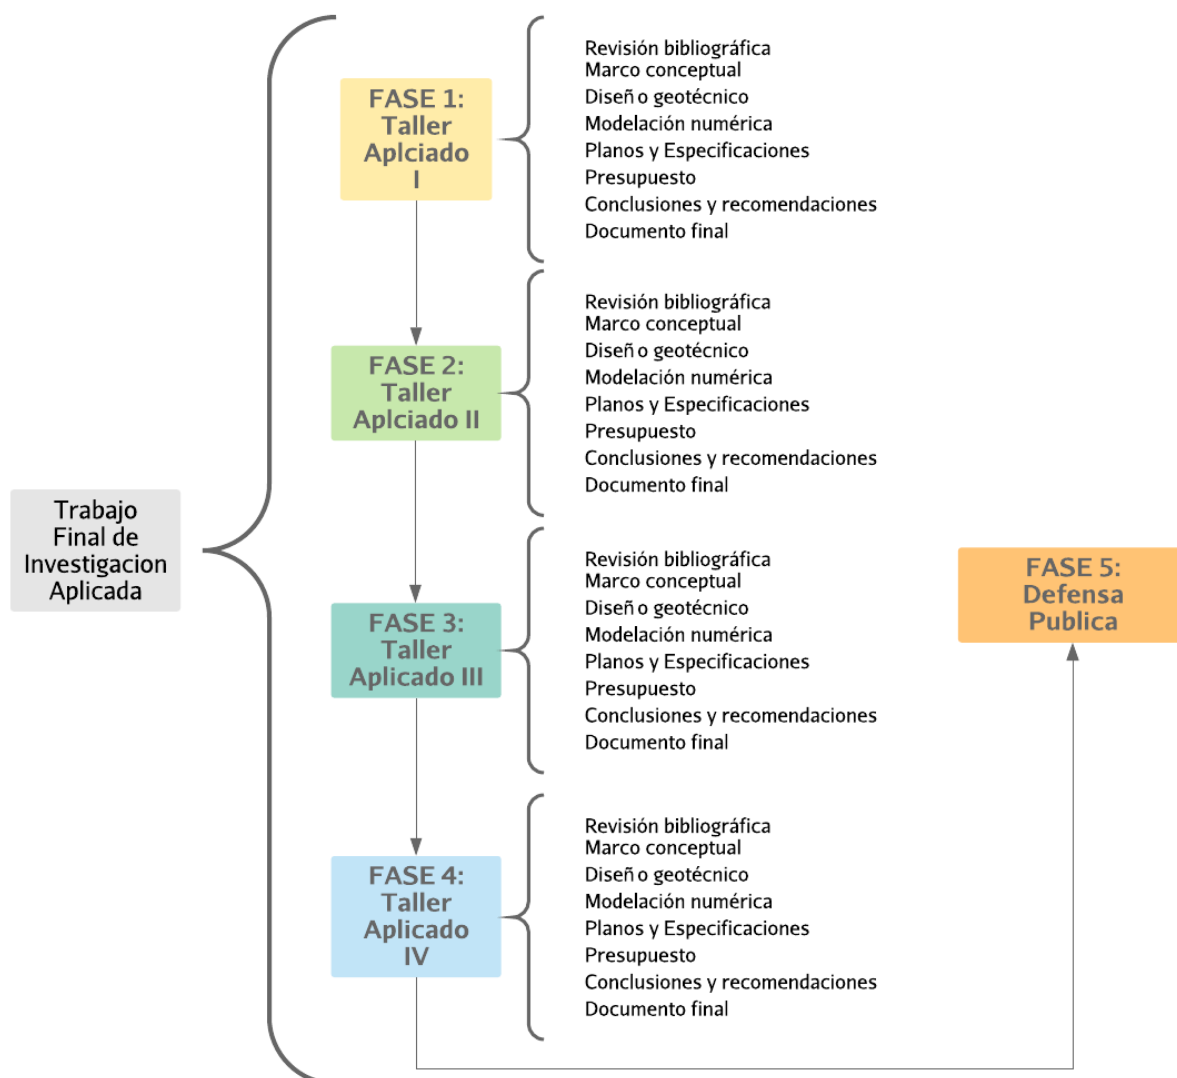 Trabajo
Final de
Investigacion
Aplicada
FASE 1:
Taller
Aplciado
I
Revisión bibliográfica
Marco conceptual
Diseño geotécnico
Modelación numérica
Planos y Especificaciones
Presupuesto
Conclusiones y recomendaciones
Documento final
FASE 2:
Taller
Aplciado II
Revisión bibliográfica
Marco conceptual
Diseño geotécnico
Modelación numérica
Planos y Especificaciones
Presupuesto
Conclusiones y recomendaciones
Documento final
FASE 3:
Taller
Aplicado III
Revisión bibliográfica
Marco conceptual
Diseño geotécnico
Modelación numérica
Planos y Especificaciones
Presupuesto
Conclusiones y recomendaciones
Documento final
FASE 4:
Taller
Aplicado
IV
Revisión bibliográfica
Marco conceptual
Diseño geotécnico
Modelación numérica
Planos y Especificaciones
Presupuesto
Conclusiones y recomendaciones
Documento final
FASE 5:
Defensa
Publica